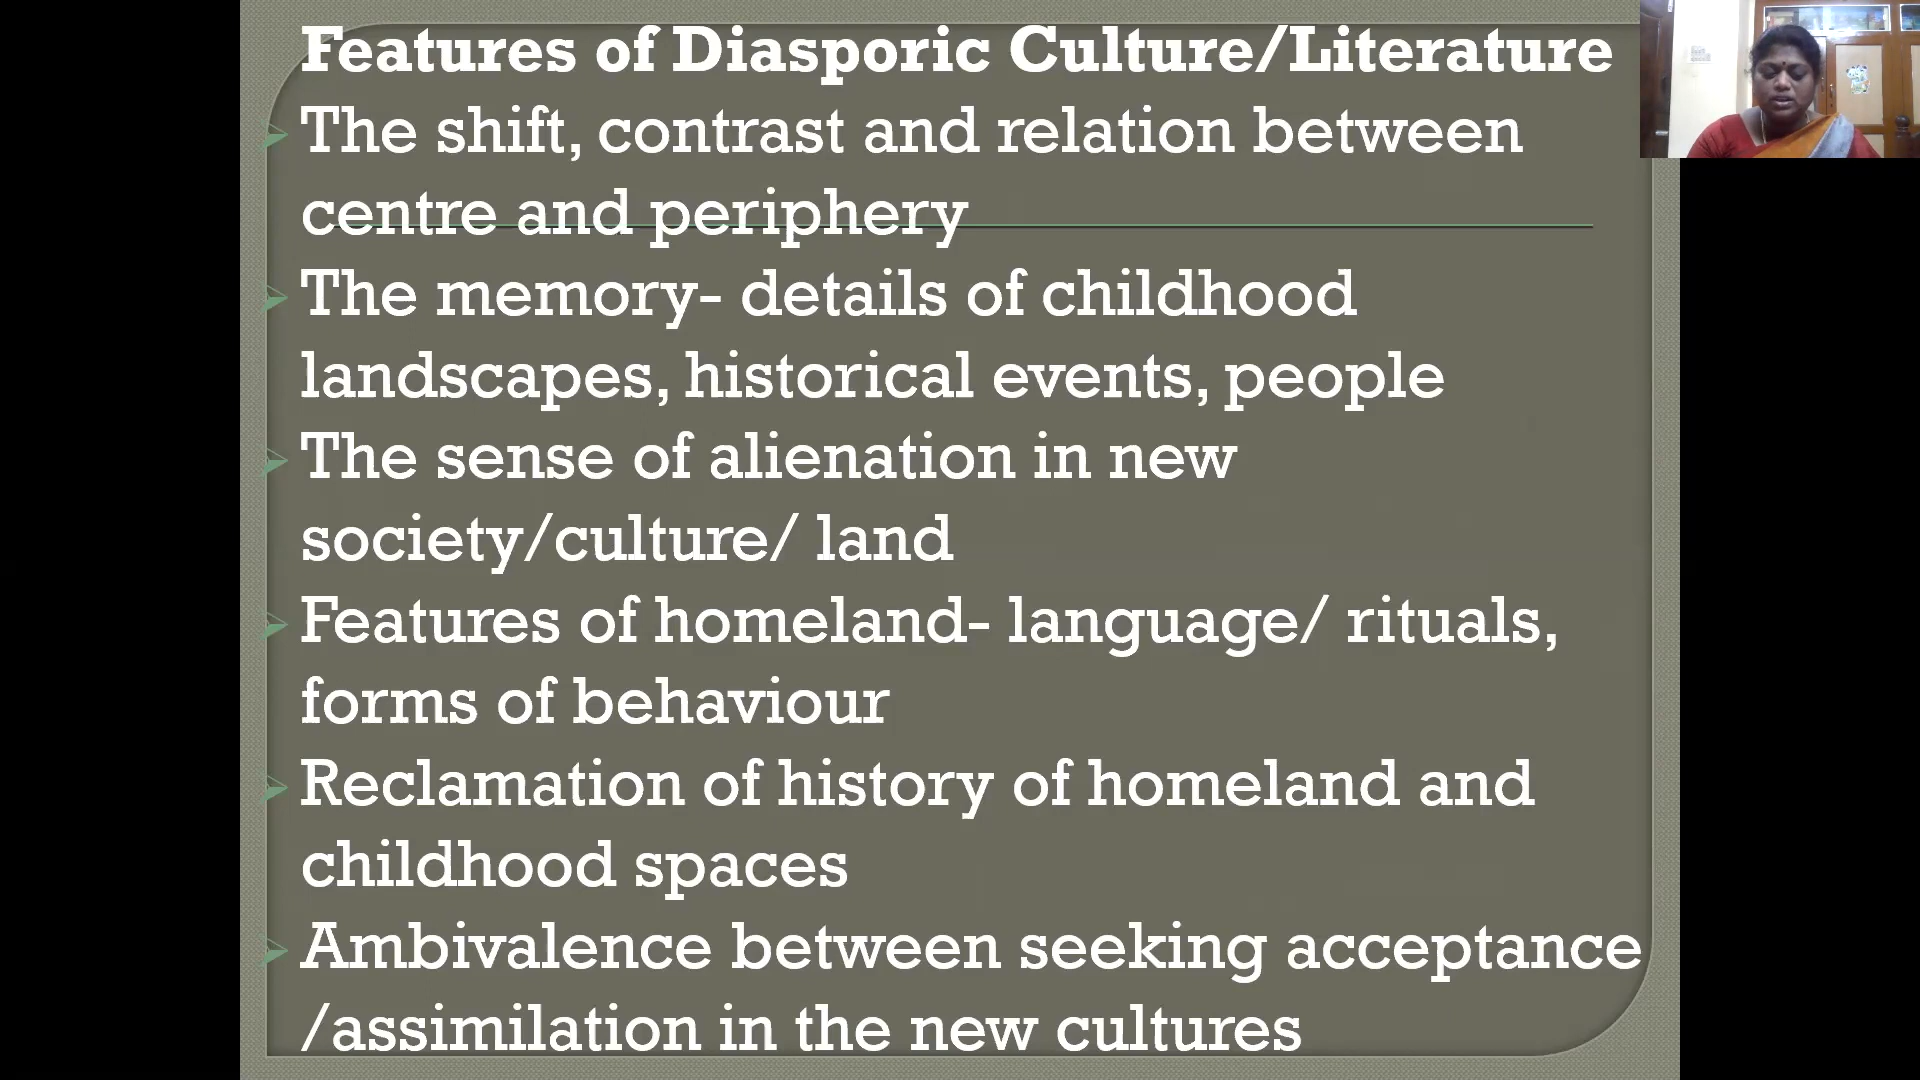 Features of Diasporic Culture/Literature
The shift, contrast and relation between
centre and periphery
The memory- details of childhood
landscapes, historical events, people
The sense of alienation in new
society/culture/ land
Features of homeland- language/ rituals,
forms of behaviour
Reclamation of history of homeland and
childhood spaces
Ambivalence between seeking acceptance
/assimilation in the new cultures